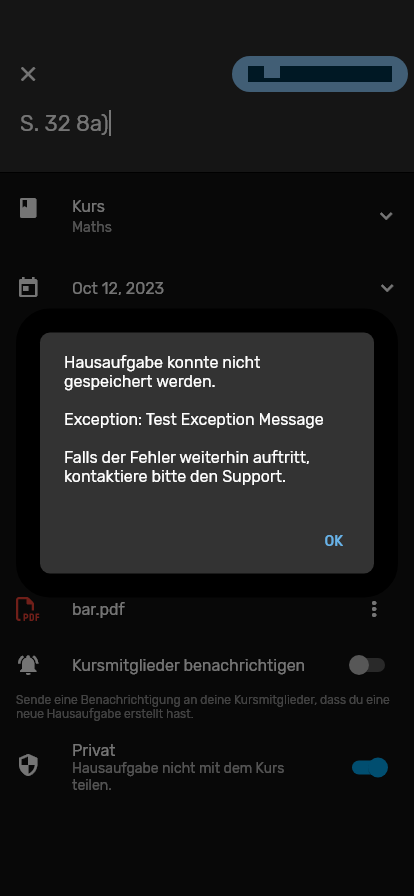 S. 32 8a)
Kurs
Maths
Oct 12, 2023
Hausaufgabe konnte nicht
gespeichert werden.
Exception: Test Exception Message
Falls der Fehler weiterhin auftritt,
kontaktiere bitte den Support.
OK
PDF
bar.pdf
Kursmitglieder benachrichtigen
Sende eine Benachrichtigung an deine Kursmitglieder, dass du eine
neue Hausaufgabe erstellt hast.
Privat
Hausaufgabe nicht mit dem Kurs
teilen.